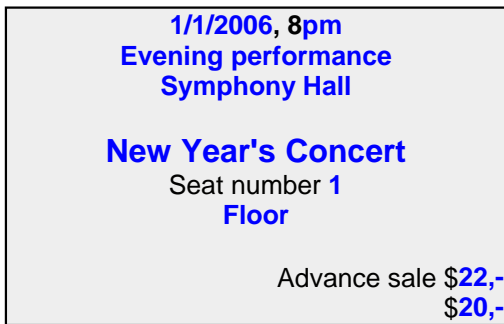 1/1/2006, 8pm
Evening performance
Symphony Hall
New Year's Concert
Seat number 1
Floor
Advance sale $22,-
$20,-